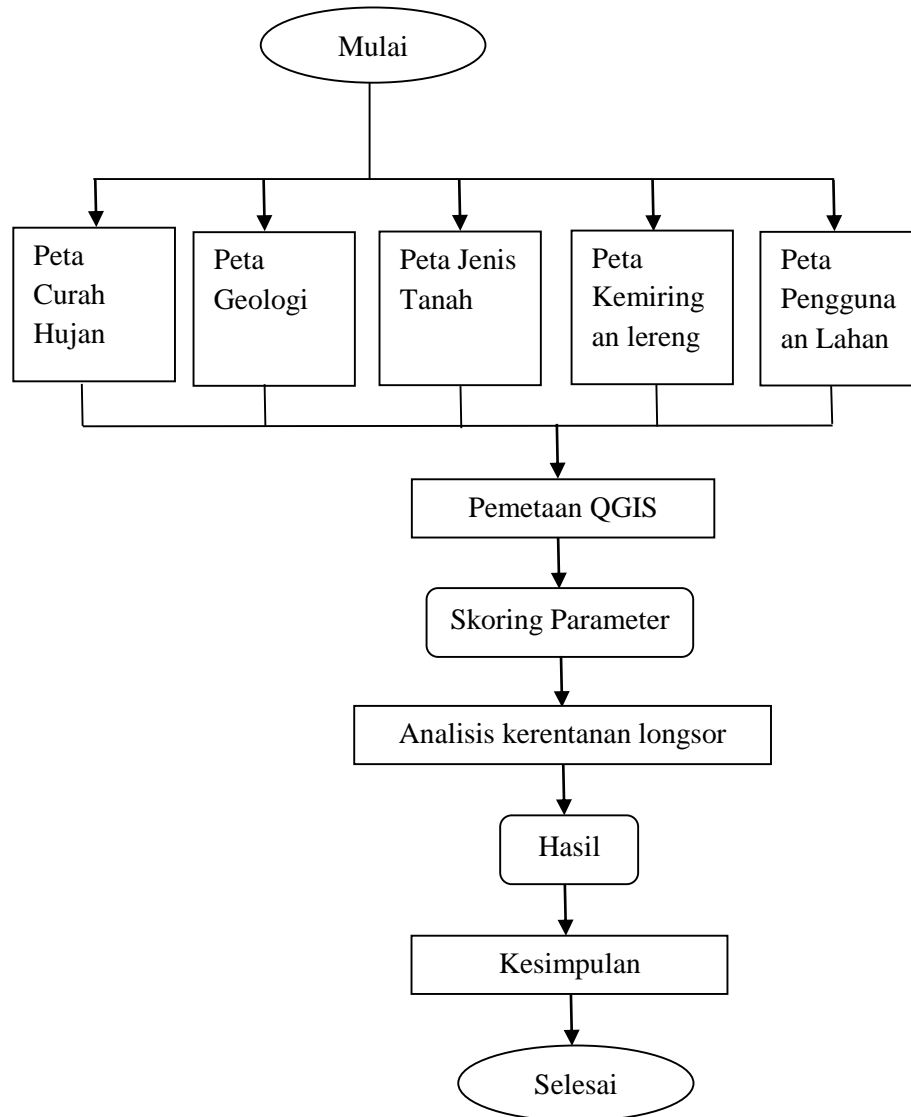 Mulai
Peta
Curah
Hujan
Peta
Geologi
Peta Jenis
Tanah
Peta
Kemiring
an lereng
Peta
Pengguna
an Lahan
Pemetaan QGIS
Skoring Parameter
Analisis kerentanan longsor
Hasil
Kesimpulan
Selesai